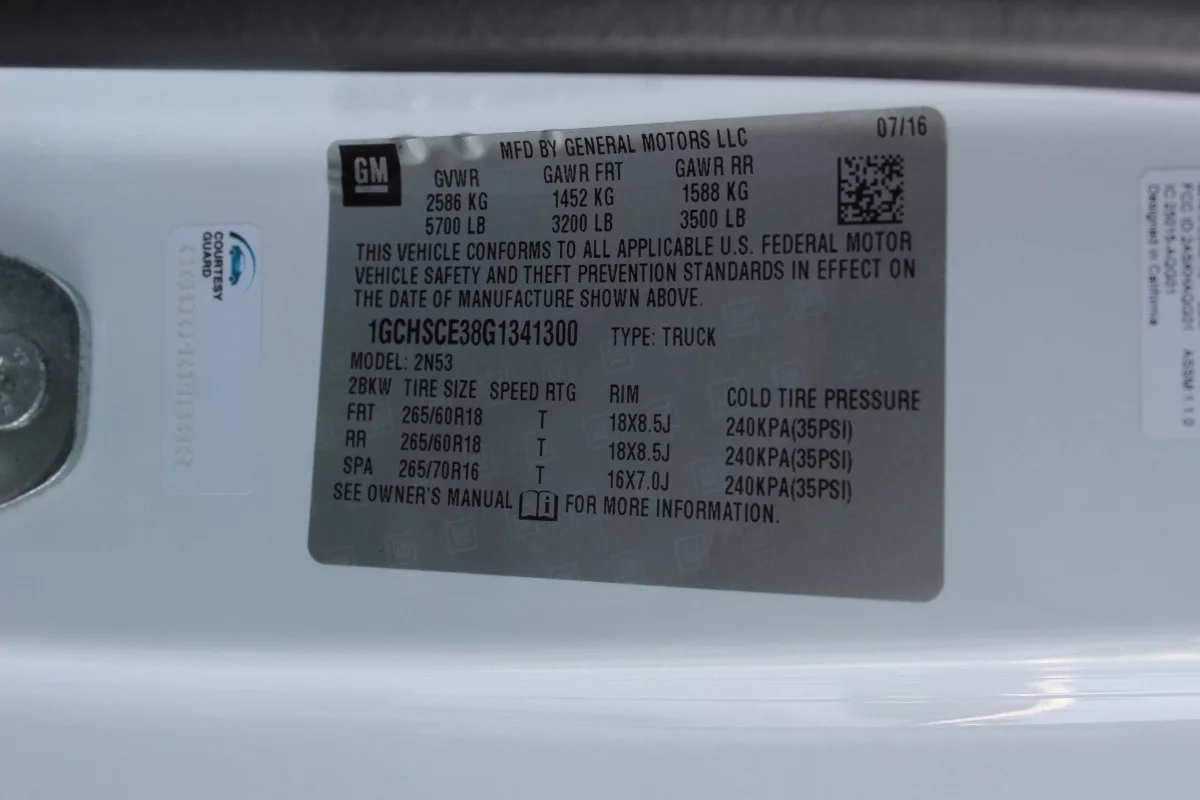 GM
MFD BY GENERAL MOTORS LLC
07/16
GVWR GAWR FRT GAWR RR
2586 KG 1452 KG 1588 KG
5700 LB 3200 LB 3500 LB
THIS VEHICLE CONFORMS TO ALL APPLICABLE U.S. FEDERAL MOTOR
VEHICLE SAFETY AND THEFT PREVENTION STANDARDS IN EFFECT ON
THE DATE OF MANUFACTURE SHOWN ABOVE.
1GCHSCE38G1341300 TYPE: TRUCK
MODEL: 2N53
2BKW TIRE SIZE SPEED RTG RIM COLD TIRE PRESSURE
FRT 265/60R18 T 18X8.5J 240KPA(35PSI)
RR 265/60R18 T 18X8.5J 240KPA(35PSI)
SPA 265/70R16 T 16X7.0J 240KPA(35PSI)
SEE OWNER'S MANUAL i FOR MORE INFORMATION.
COURTESY
GUARD
Designed in California